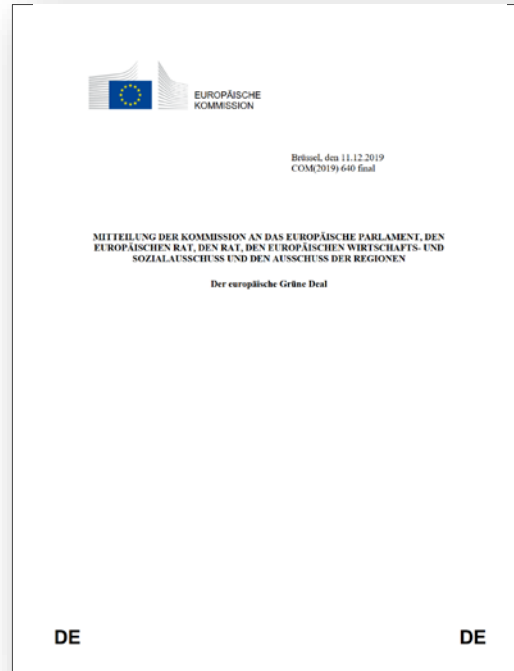 EUROPÄISCHE
KOMMISSION
Brüssel, den 11.12.2019
COM(2019) 640 final
MITTEILUNG DER KOMMISSION AN DAS EUROPÄISCHE PARLAMENT, DEN
EUROPÄISCHEN RAT, DEN RAT, DEN EUROPÄISCHEN WIRTSCHAFTS- UND
SOZIALAUSSCHUSS UND DEN AUSSCHUSS DER REGIONEN
Der europäische Grüne Deal
DE DE